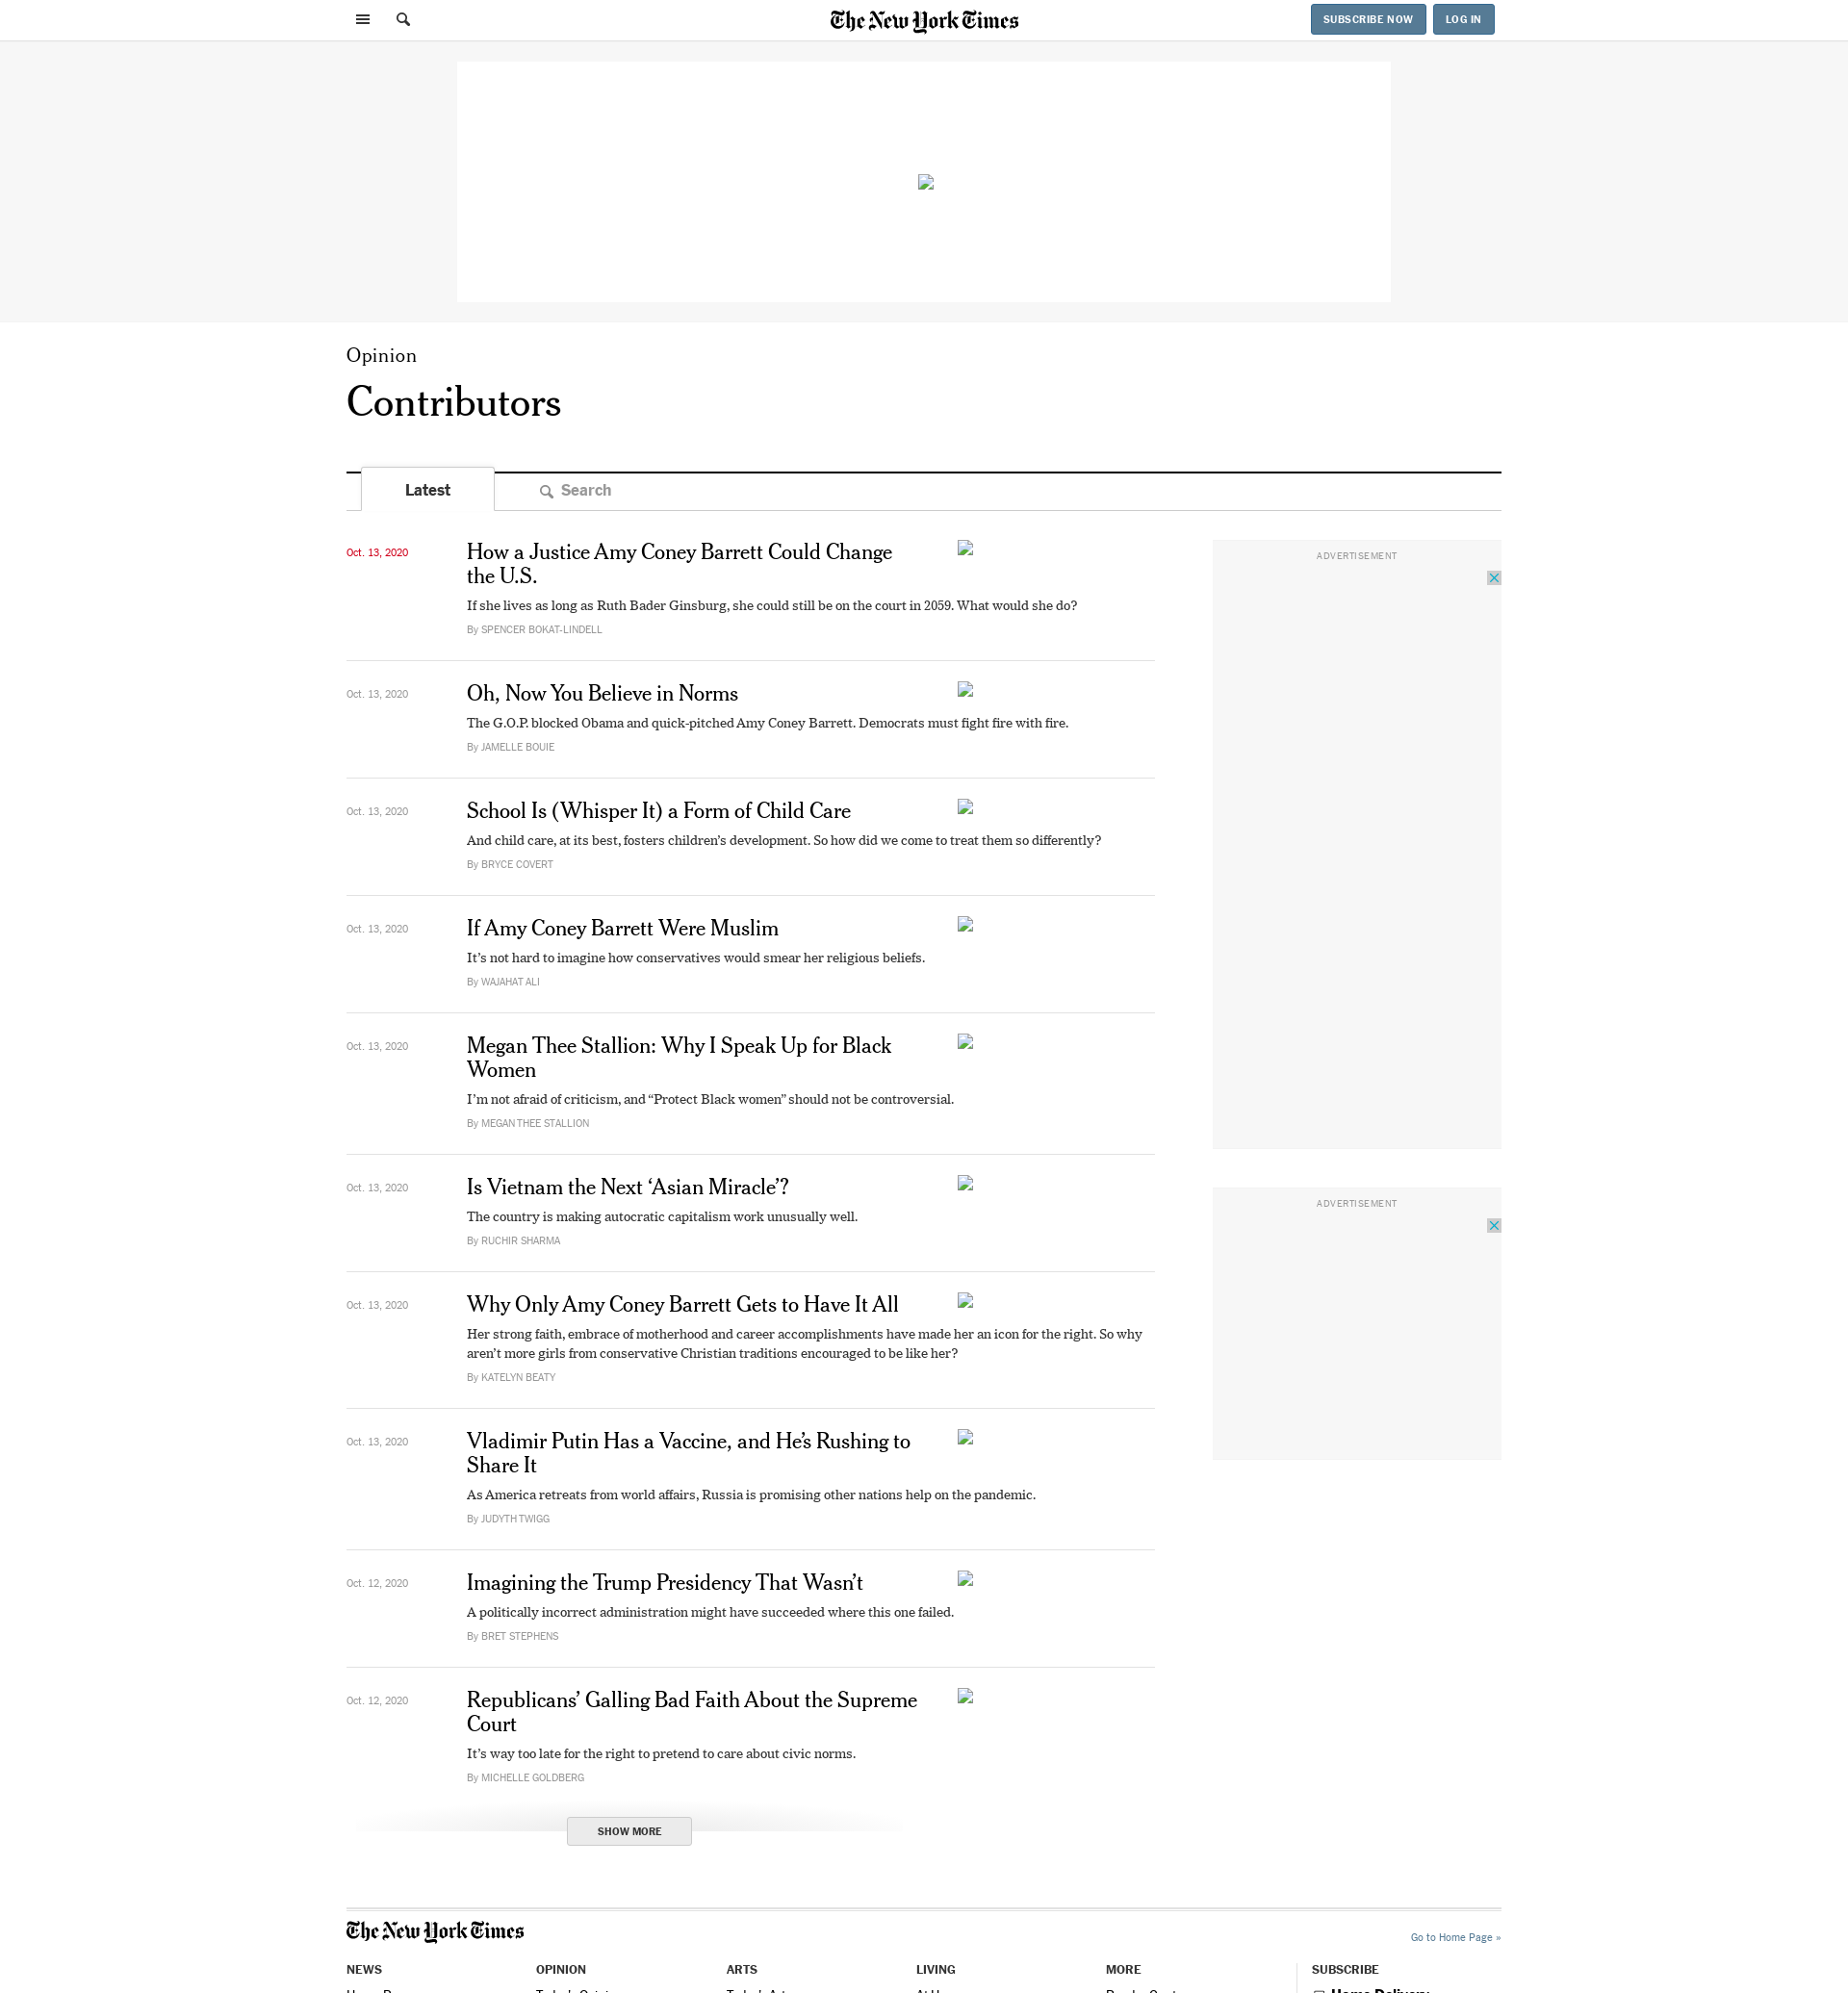 The New York Times
SUBSCRIBE NOW
LOG IN
Opinion
Contributors
Latest
Search
Oct. 13, 2020
How a Justice Amy Coney Barrett Could Change
the U.S.
If she lives as long as Ruth Bader Ginsburg, she could still be on the court in 2059. What would she do?
By SPENCER BOKAT-LINDELL
Oct. 13, 2020
Oh, Now You Believe in Norms
The G.O.P. blocked Obama and quick-pitched Amy Coney Barrett. Democrats must fight fire with fire.
By JAMELLE BOUIE
Oct. 13, 2020
School Is (Whisper It) a Form of Child Care
And child care, at its best, fosters children’s development. So how did we come to treat them so differently?
By BRYCE COVERT
Oct. 13, 2020
If Amy Coney Barrett Were Muslim
It’s not hard to imagine how conservatives would smear her religious beliefs.
By WAJAHAT ALI
Oct. 13, 2020
Megan Thee Stallion: Why I Speak Up for Black
Women
I’m not afraid of criticism, and “Protect Black women” should not be controversial.
By MEGAN THEE STALLION
Oct. 13, 2020
Is Vietnam the Next ‘Asian Miracle’?
The country is making autocratic capitalism work unusually well.
By RUCHIR SHARMA
Oct. 13, 2020
Why Only Amy Coney Barrett Gets to Have It All
Her strong faith, embrace of motherhood and career accomplishments have made her an icon for the right. So why
aren’t more girls from conservative Christian traditions encouraged to be like her?
By KATELYN BEATY
Oct. 13, 2020
Vladimir Putin Has a Vaccine, and He’s Rushing to
Share It
As America retreats from world affairs, Russia is promising other nations help on the pandemic.
By JUDYTH TWIGG
Oct. 12, 2020
Imagining the Trump Presidency That Wasn’t
A politically incorrect administration might have succeeded where this one failed.
By BRET STEPHENS
Oct. 12, 2020
Republicans’ Galling Bad Faith About the Supreme
Court
It’s way too late for the right to pretend to care about civic norms.
By MICHELLE GOLDBERG
SHOW MORE
ADVERTISEMENT
ADVERTISEMENT
The New York Times
Go to Home Page »
NEWS
OPINION
ARTS
LIVING
MORE
SUBSCRIBE
Home Delivery